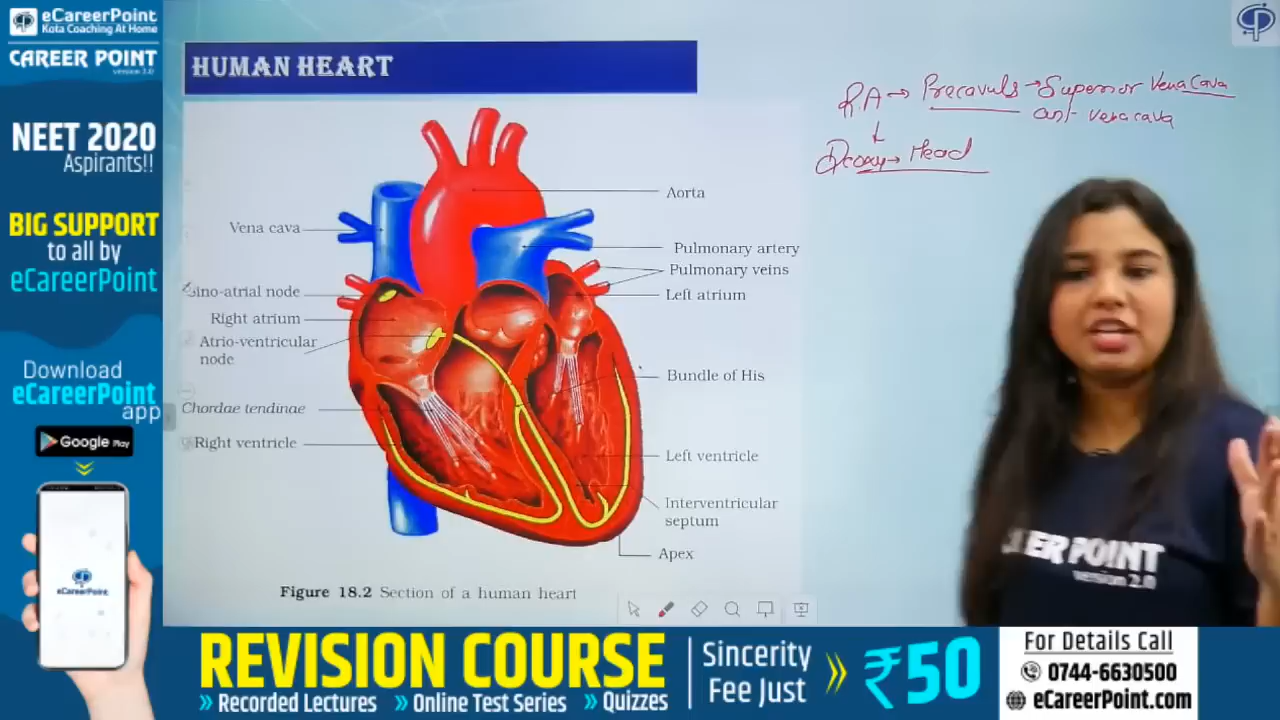 eCareerPoint
Kota Coaching At Home
CAREER POINT
version 2.0
NEET 2020
Aspirants!!
BIG SUPPORT
to all by
eCareerPoint
Download
eCareerPoint
app
Google Play
eCareerPoint
HUMAN HEART
RA → Precavals → Superior Vena Cava
ant- vena cava
Deoxy → Head
Aorta
Vena cava
Pulmonary artery
Pulmonary veins
Sino-atrial node
Left atrium
Right atrium
Atrio-ventricular
node
Bundle of His
Chordae tendinae
Right ventricle
Left ventricle
Interventricular
septum
Apex
Figure 18.2 Section of a human heart
ER POINT
version 2.0
REVISION COURSE
» Recorded Lectures » Online Test Series » Quizzes
Sincerity
Fee Just » ₹50
For Details Call
0744-6630500
eCareerPoint.com